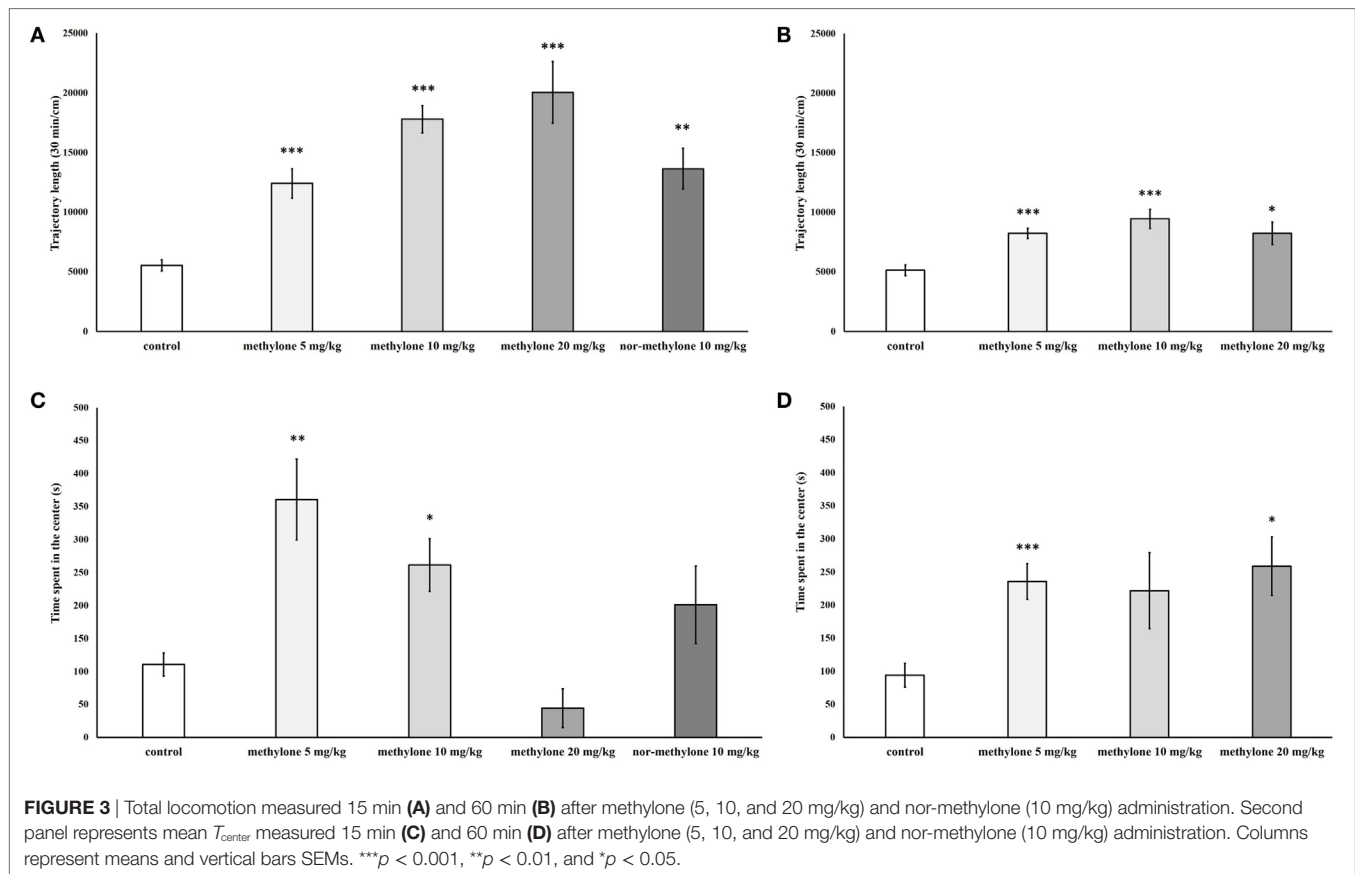 A
25000
20000
15000
10000
5000
0
Trajectory length (30 min/cm)
***
***
***
**
control
methylone 5 mg/kg
methylone 10 mg/kg
methylone 20 mg/kg
nor-methylone 10 mg/kg
B
25000
20000
15000
10000
5000
0
Trajectory length (30 min/cm)
***
***
*
control
methylone 5 mg/kg
methylone 10 mg/kg
methylone 20 mg/kg
C
500
450
400
350
300
250
200
150
100
50
0
Time spent in the center (s)
**
*
control
methylone 5 mg/kg
methylone 10 mg/kg
methylone 20 mg/kg
nor-methylone 10 mg/kg
D
500
450
400
350
300
250
200
150
100
50
0
Time spent in the center (s)
***
*
control
methylone 5 mg/kg
methylone 10 mg/kg
methylone 20 mg/kg
FIGURE 3 | Total locomotion measured 15 min (A) and 60 min (B) after methylone (5, 10, and 20 mg/kg) and nor-methylone (10 mg/kg) administration. Second
panel represents mean Tcenter measured 15 min (C) and 60 min (D) after methylone (5, 10, and 20 mg/kg) and nor-methylone (10 mg/kg) administration. Columns
represent means and vertical bars SEMs. ***p < 0.001, **p < 0.01, and *p < 0.05.